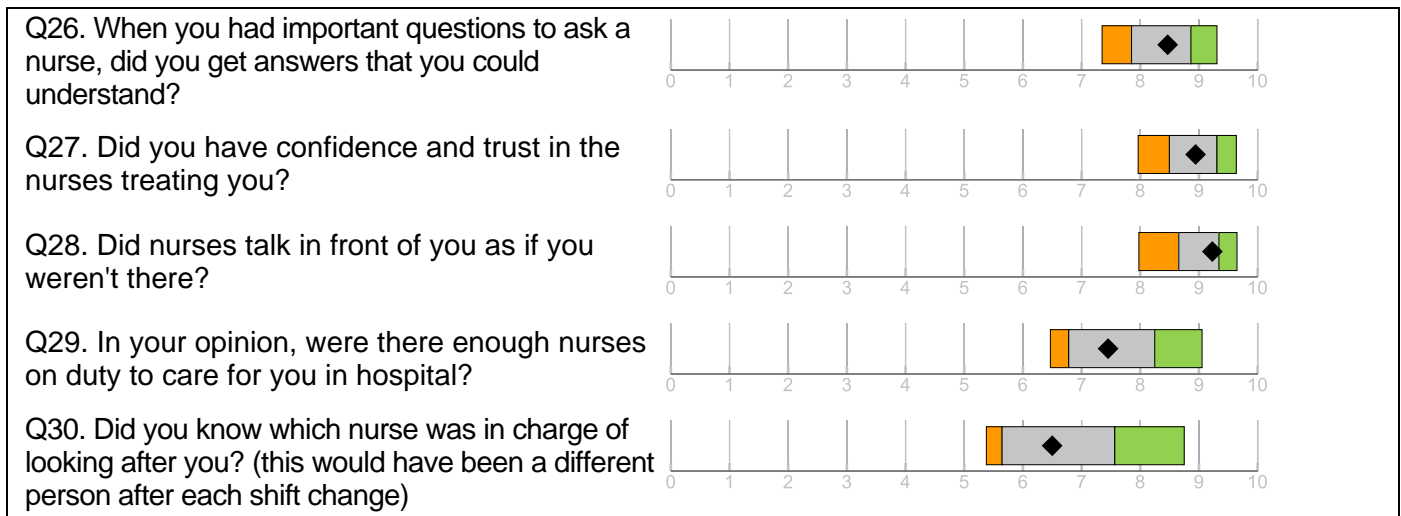 Q26. When you had important questions to ask a
nurse, did you get answers that you could
understand?
0 1 2 3 4 5 6 7 8 9 10
Q27. Did you have confidence and trust in the
nurses treating you?
0 1 2 3 4 5 6 7 8 9 10
Q28. Did nurses talk in front of you as if you
weren't there?
0 1 2 3 4 5 6 7 8 9 10
Q29. In your opinion, were there enough nurses
on duty to care for you in hospital?
0 1 2 3 4 5 6 7 8 9 10
Q30. Did you know which nurse was in charge of
looking after you? (this would have been a different
person after each shift change)
0 1 2 3 4 5 6 7 8 9 10